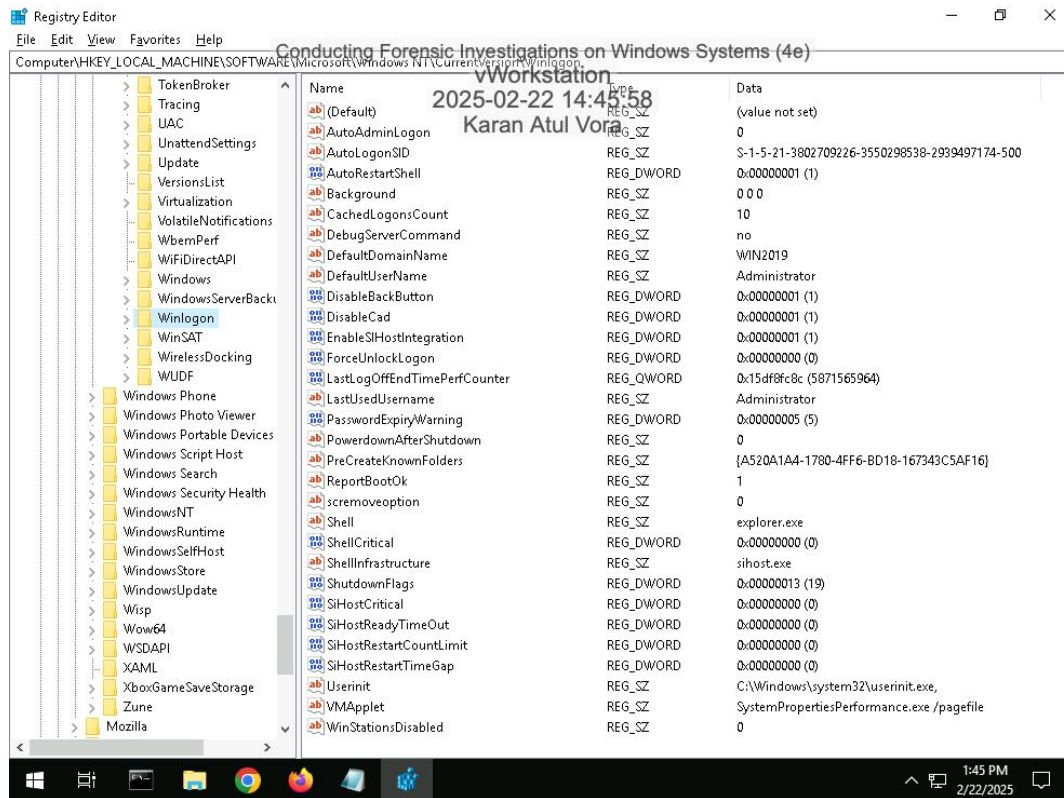 Registry Editor
File Edit View Favorites Help
Computer\HKEY_LOCAL_MACHINE\SOFTWARE\Microsoft\Windows NT\CurrentVersion\Winlogon
Conducting Forensic Investigations on Windows Systems (4e)
vWorkstation
2025-02-22 14:45:58
Karan Atul Vora
TokenBroker
Tracing
UAC
UnattendSettings
Update
VersionsList
Virtualization
VolatileNotifications
WbemPerf
WiFiDirectAPI
Windows
WindowsServerBacku
Winlogon
WinSAT
WirelessDocking
WUDF
Windows Phone
Windows Photo Viewer
Windows Portable Devices
Windows Script Host
Windows Search
Windows Security Health
WindowsNT
WindowsRuntime
WindowsSelfHost
WindowsStore
WindowsUpdate
Wisp
Wow64
WSDAPI
XAML
XboxGameSaveStorage
Zune
Mozilla
Name Type Data
(Default) REG_SZ (value not set)
AutoAdminLogon REG_SZ 0
AutoLogonSID REG_SZ S-1-5-21-3802709226-3550298538-2939497174-500
AutoRestartShell REG_DWORD 0x00000001 (1)
Background REG_SZ 0 0 0
CachedLogonsCount REG_SZ 10
DebugServerCommand REG_SZ no
DefaultDomainName REG_SZ WIN2019
DefaultUserName REG_SZ Administrator
DisableBackButton REG_DWORD 0x00000001 (1)
DisableCad REG_DWORD 0x00000001 (1)
EnableSIHostIntegration REG_DWORD 0x00000001 (1)
ForceUnlockLogon REG_DWORD 0x00000000 (0)
LastLogOffEndTimePerfCounter REG_QWORD 0x15df8fc8c (5871565964)
LastUsedUsername REG_SZ Administrator
PasswordExpiryWarning REG_DWORD 0x00000005 (5)
PowerdownAfterShutdown REG_SZ 0
PreCreateKnownFolders REG_SZ {A520A1A4-1780-4FF6-BD18-167343C5AF16}
ReportBootOk REG_SZ 1
scremoveoption REG_SZ 0
Shell REG_SZ explorer.exe
ShellCritical REG_DWORD 0x00000000 (0)
ShellInfrastructure REG_SZ sihost.exe
ShutdownFlags REG_DWORD 0x00000013 (19)
SiHostCritical REG_DWORD 0x00000000 (0)
SiHostReadyTimeOut REG_DWORD 0x00000000 (0)
SiHostRestartCountLimit REG_DWORD 0x00000000 (0)
SiHostRestartTimeGap REG_DWORD 0x00000000 (0)
Userinit REG_SZ C:\Windows\system32\userinit.exe,
VMApplet REG_SZ SystemPropertiesPerformance.exe /pagefile
WinStationsDisabled REG_SZ 0
1:45 PM
2/22/2025